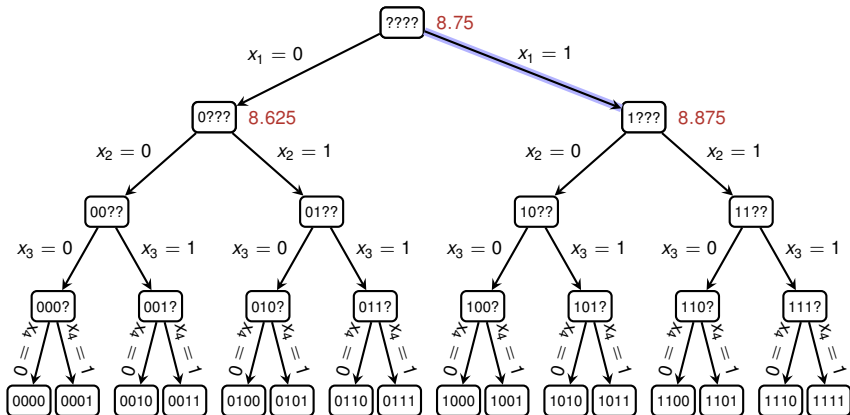 ???? 8.75
x₁ = 0 x₁ = 1
0??? 8.625 1??? 8.875
x₂ = 0 x₂ = 1 x₂ = 0 x₂ = 1
00?? 01?? 10?? 11??
x₃ = 0 x₃ = 1 x₃ = 0 x₃ = 1 x₃ = 0 x₃ = 1 x₃ = 0 x₃ = 1
000? 001? 010? 011? 100? 101? 110? 111?
x₄ = 0 x₄ = 1 x₄ = 0 x₄ = 1 x₄ = 0 x₄ = 1 x₄ = 0 x₄ = 1 x₄ = 0 x₄ = 1 x₄ = 0 x₄ = 1 x₄ = 0 x₄ = 1 x₄ = 0 x₄ = 1
0000 0001 0010 0011 0100 0101 0110 0111 1000 1001 1010 1011 1100 1101 1110 1111